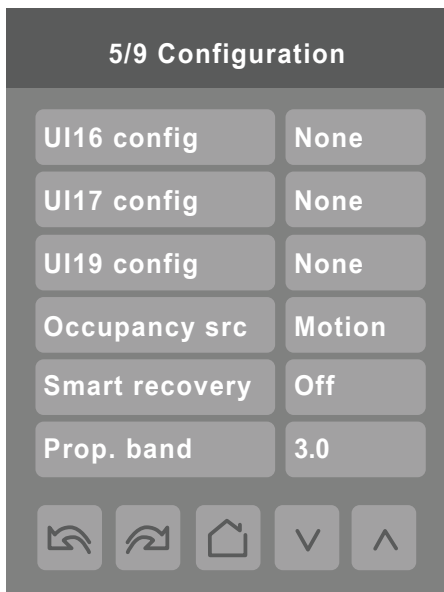 5/9 Configuration
UI16 config None
UI17 config None
UI19 config None
Occupancy src Motion
Smart recovery Off
Prop. band 3.0